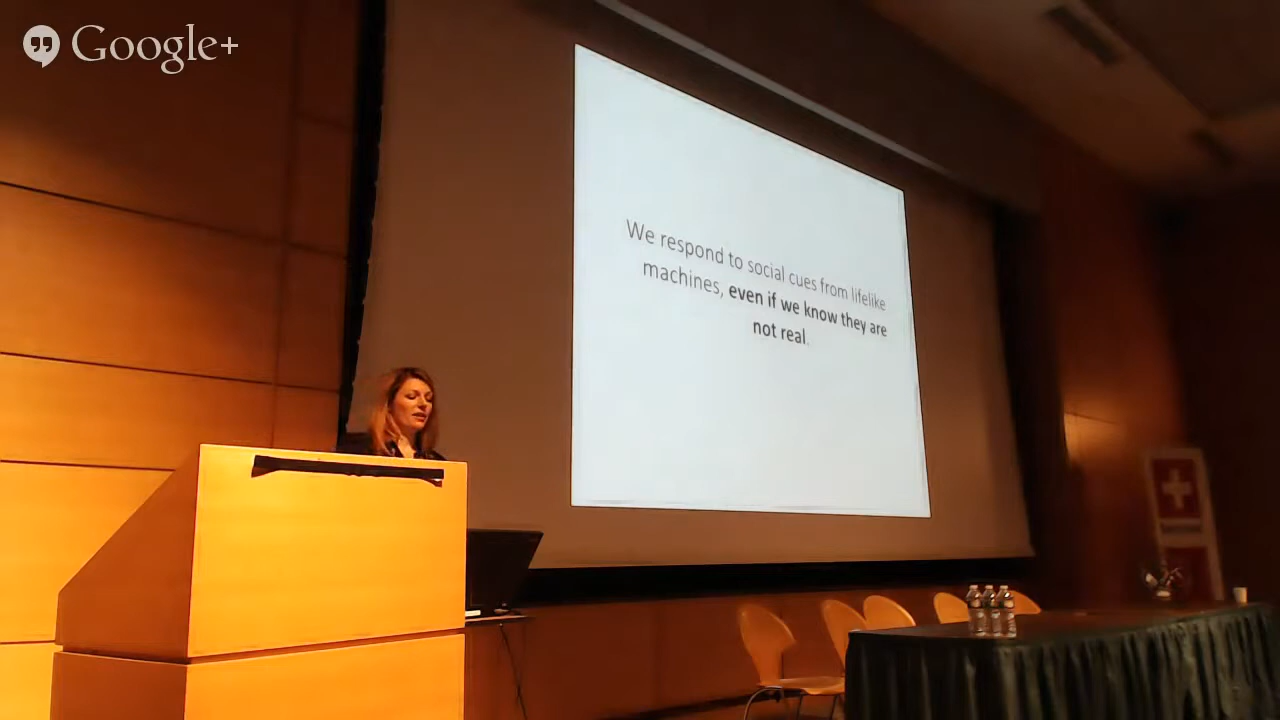 Google+
We respond to social cues from lifelike
machines, even if we know they are
not real.